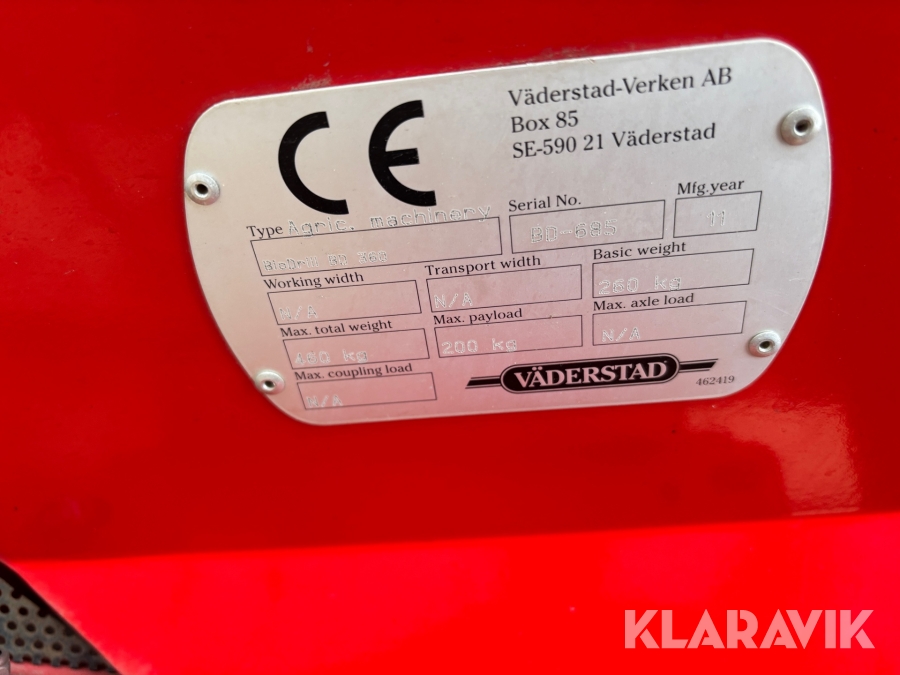 Väderstad-Verken AB
Box 85
SE-590 21 Väderstad
Type Agric. machinery
BioDrill BD 360
Serial No.
BD-685
Mfg.year
11
Working width
N/A
Transport width
N/A
Basic weight
260 kg
Max. total weight
460 kg
Max. payload
200 kg
Max. axle load
N/A
Max. coupling load
N/A
VÄDERSTAD
462419
CE
KLARAVIK